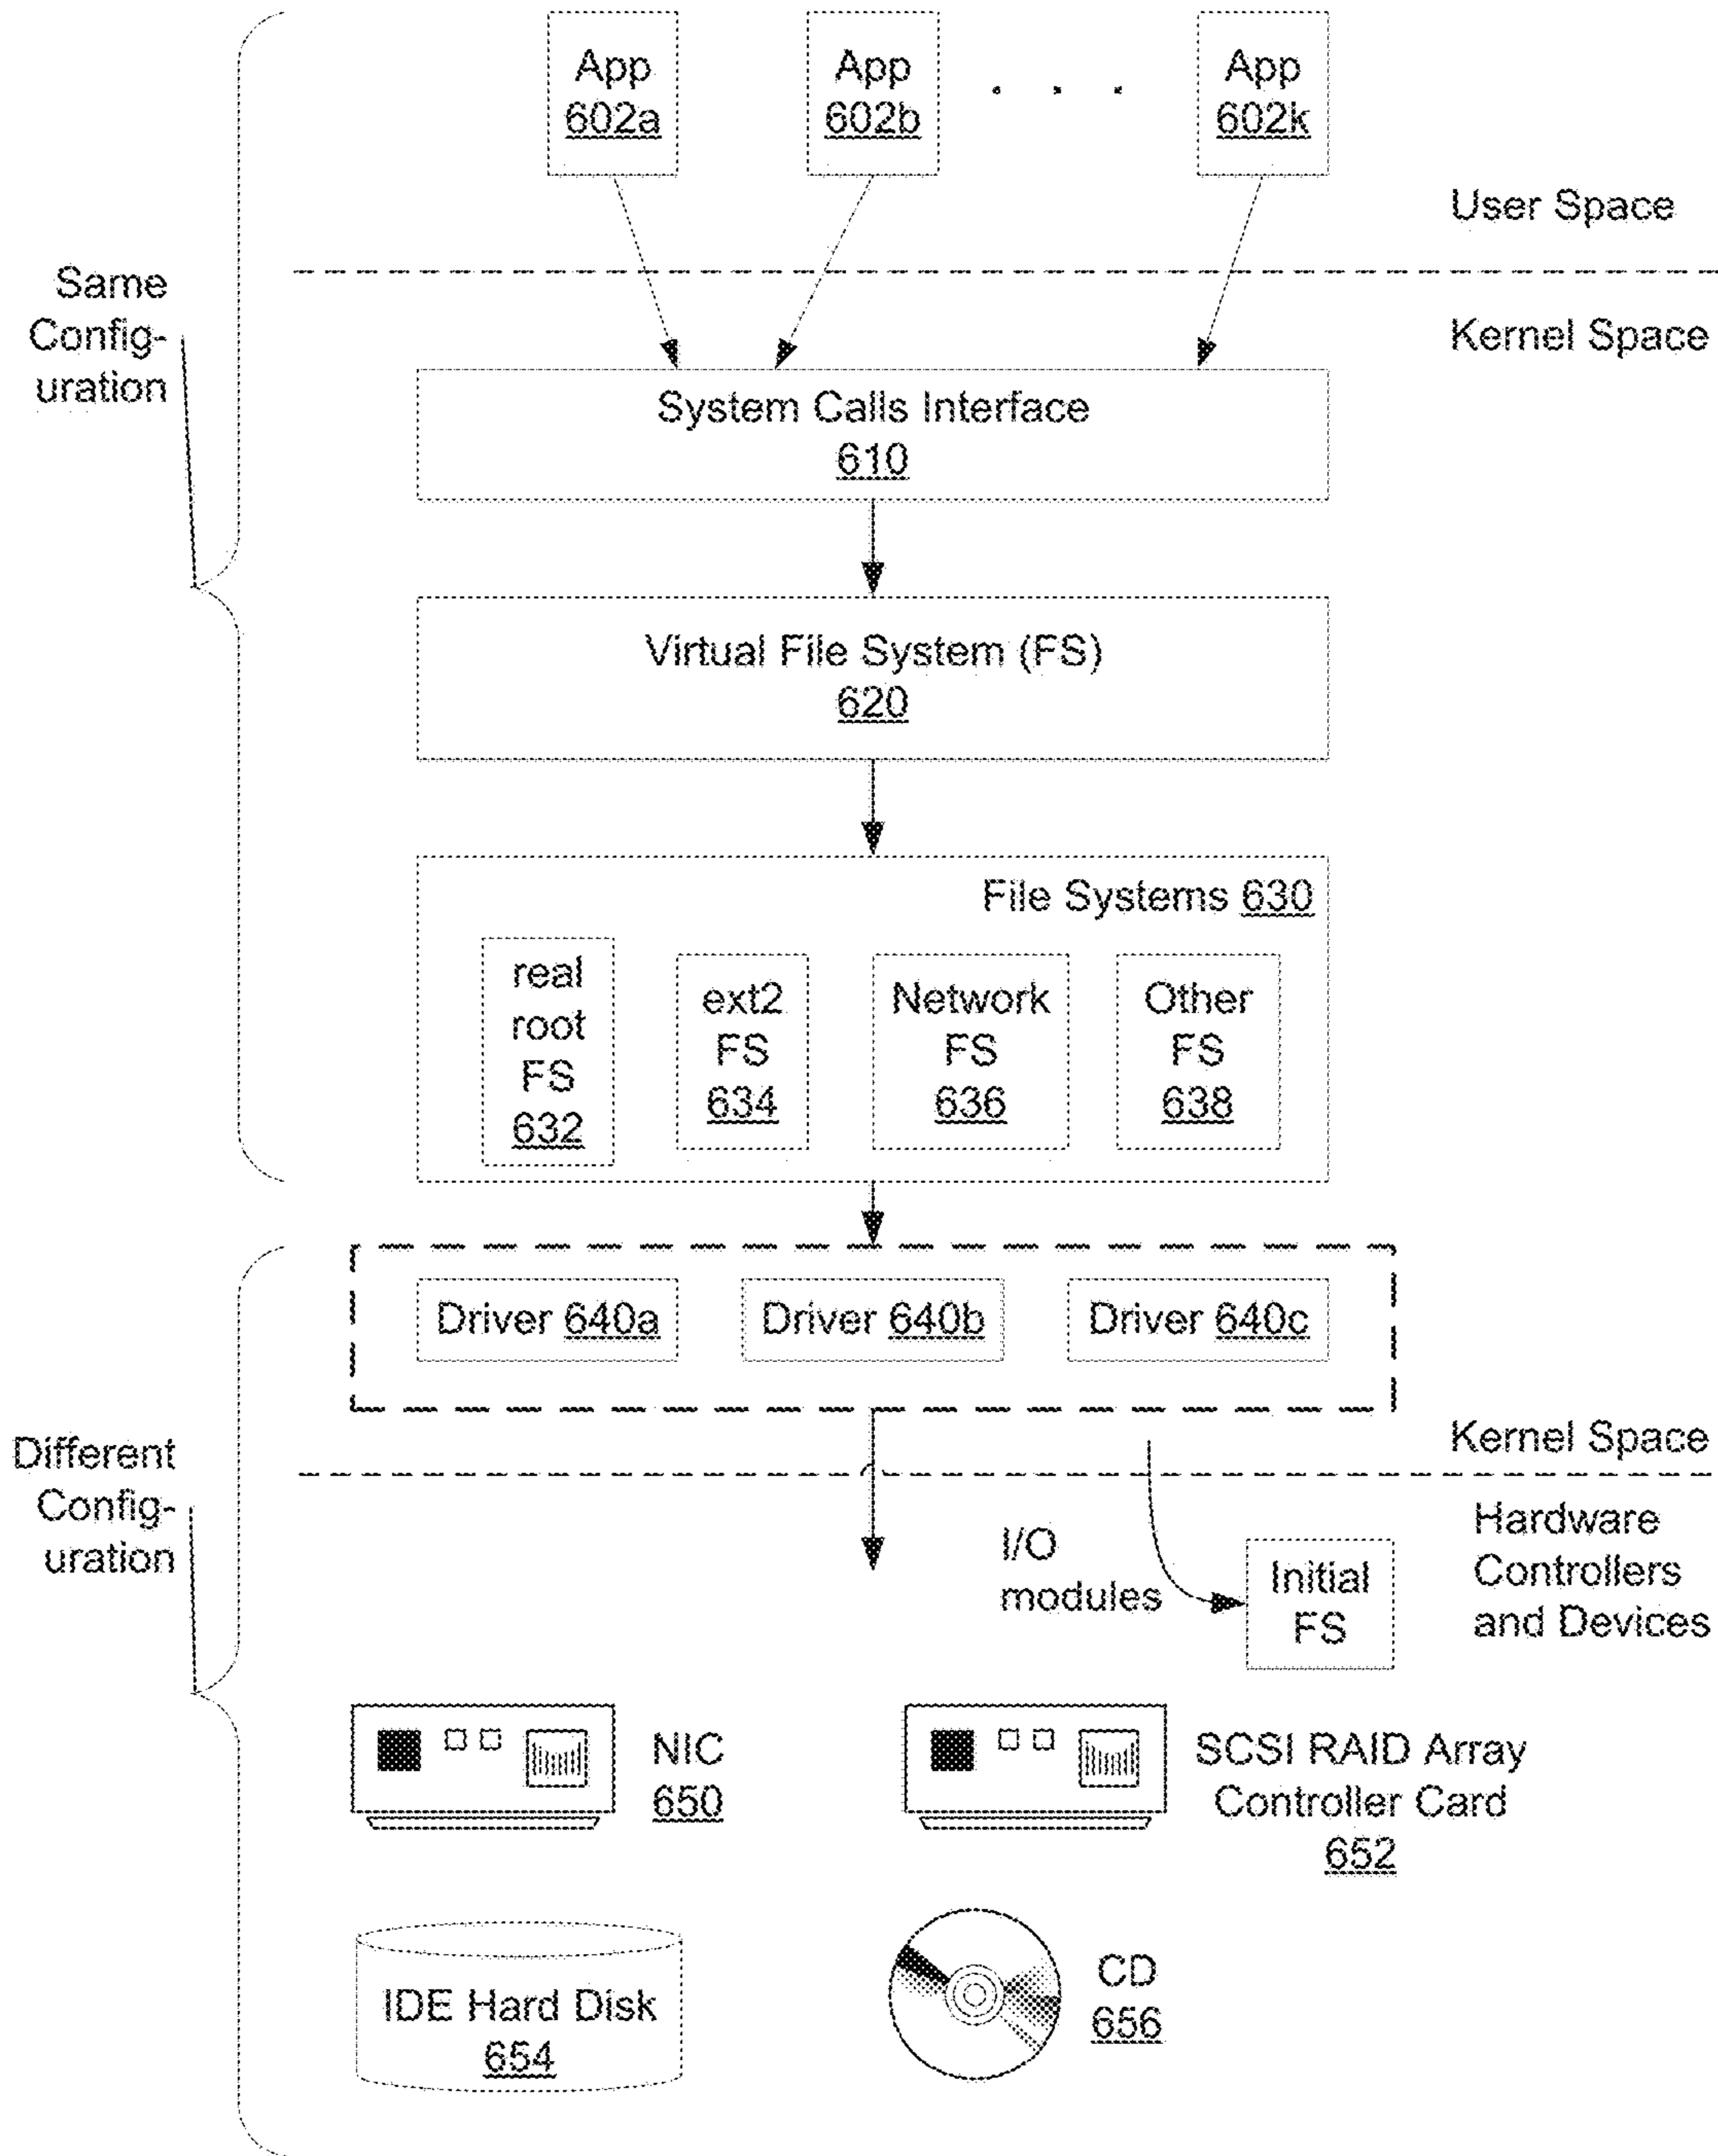 App
602a
App
602b
App
602k
User Space
Same
Config-
uration
Kernel Space
System Calls Interface
610
Virtual File System (FS)
620
File Systems 630
real
root
FS
632
ext2
FS
634
Network
FS
636
Other
FS
638
Driver 640a
Driver 640b
Driver 640c
Different
Config-
uration
Kernel Space
Hardware
Controllers
and Devices
I/O
modules
Initial
FS
NIC
650
SCSI RAID Array
Controller Card
652
IDE Hard Disk
654
CD
656